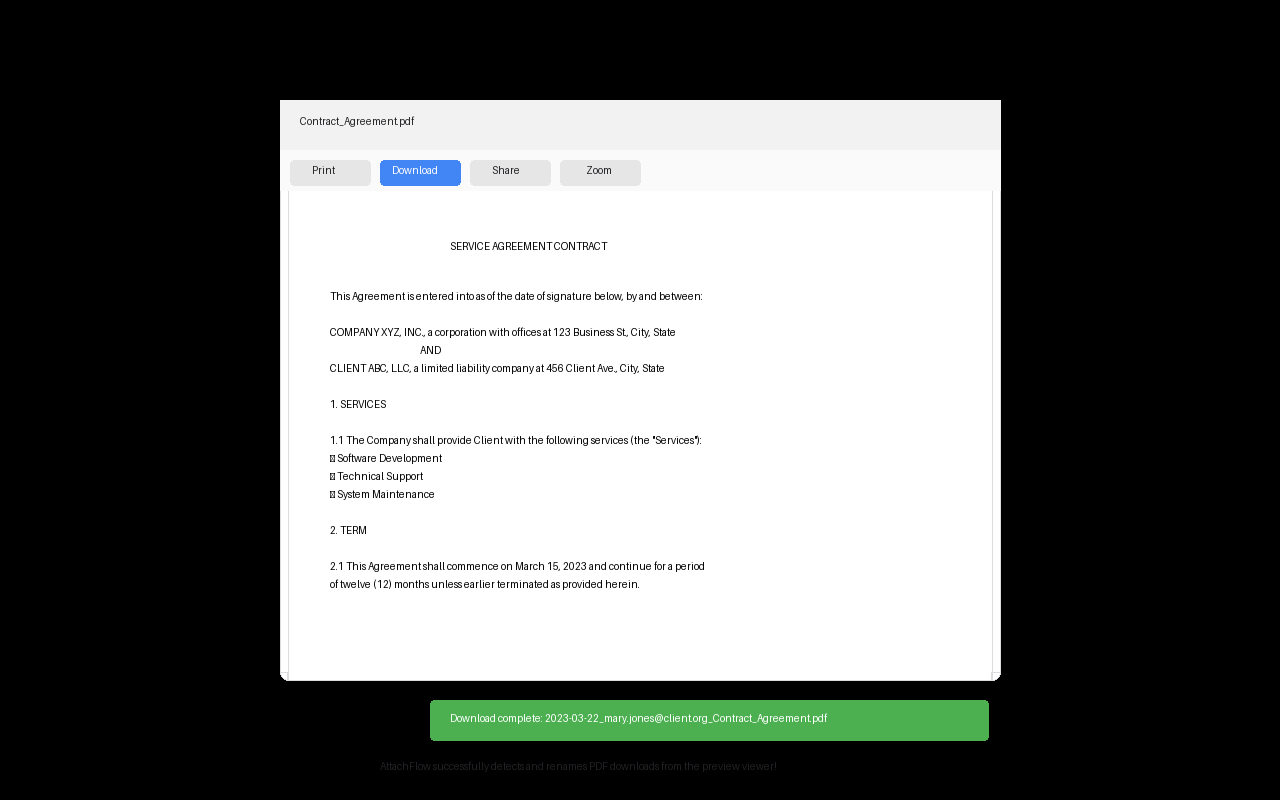 Contract_Agreement.pdf
Print Download Share Zoom
SERVICE AGREEMENT CONTRACT
This Agreement is entered into as of the date of signature below, by and between:
COMPANY XYZ, INC., a corporation with offices at 123 Business St., City, State
AND
CLIENT ABC, LLC, a limited liability company at 456 Client Ave., City, State
1. SERVICES
1.1 The Company shall provide Client with the following services (the "Services"):
Software Development
Technical Support
System Maintenance
2. TERM
2.1 This Agreement shall commence on March 15, 2023 and continue for a period
of twelve (12) months unless earlier terminated as provided herein.
Download complete: 2023-03-22_mary.jones@client.org_Contract_Agreement.pdf
AttachFlow successfully detects and renames PDF downloads from the preview viewer!